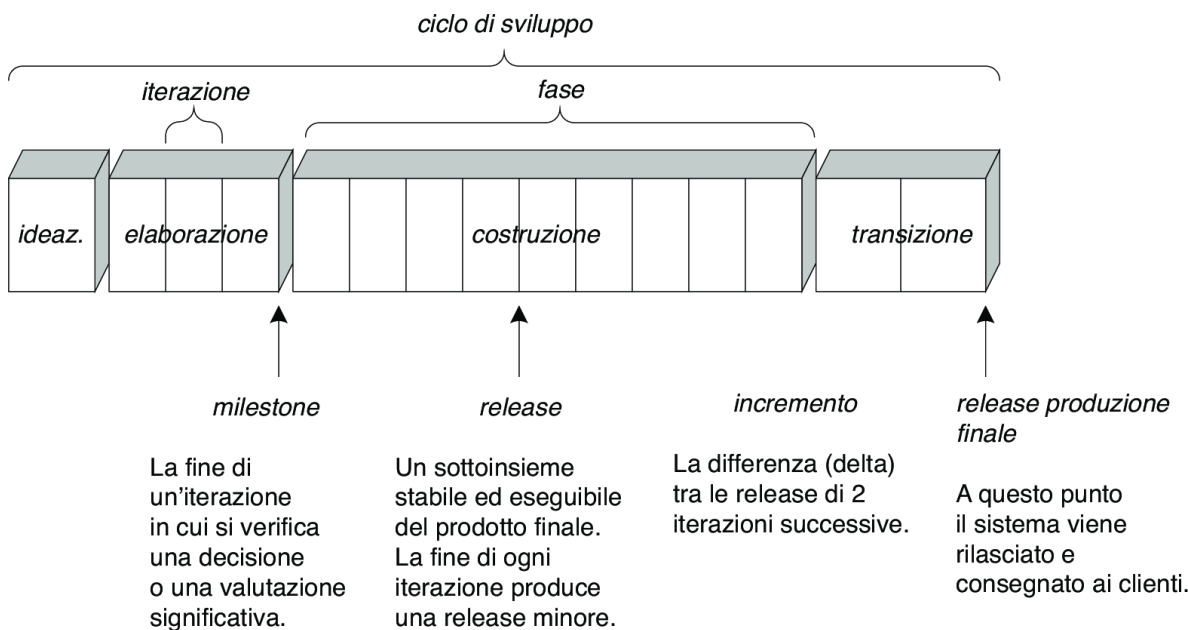 ciclo di sviluppo
iterazione
fase
ideaz.
elaborazione
costruzione
transizione
milestone
La fine di
un'iterazione
in cui si verifica
una decisione
o una valutazione
significativa.
release
Un sottoinsieme
stabile ed eseguibile
del prodotto finale.
La fine di ogni
iterazione produce
una release minore.
incremento
La differenza (delta)
tra le release di 2
iterazioni successive.
release produzione
finale
A questo punto
il sistema viene
rilasciato e
consegnato ai clienti.